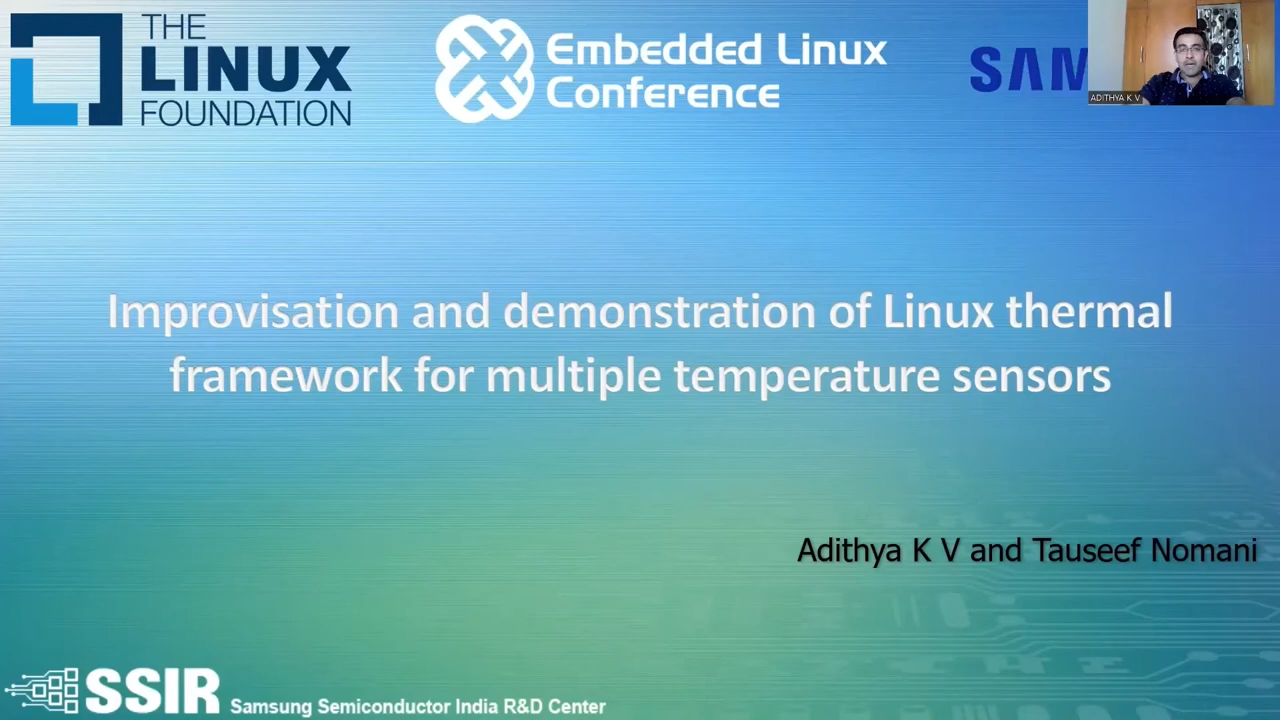 THE
LINUX
FOUNDATION
Embedded Linux
Conference
ADITHYA K V
Improvisation and demonstration of Linux thermal
framework for multiple temperature sensors
Adithya K V and Tauseef Nomani
SSIR Samsung Semiconductor India R&D Center